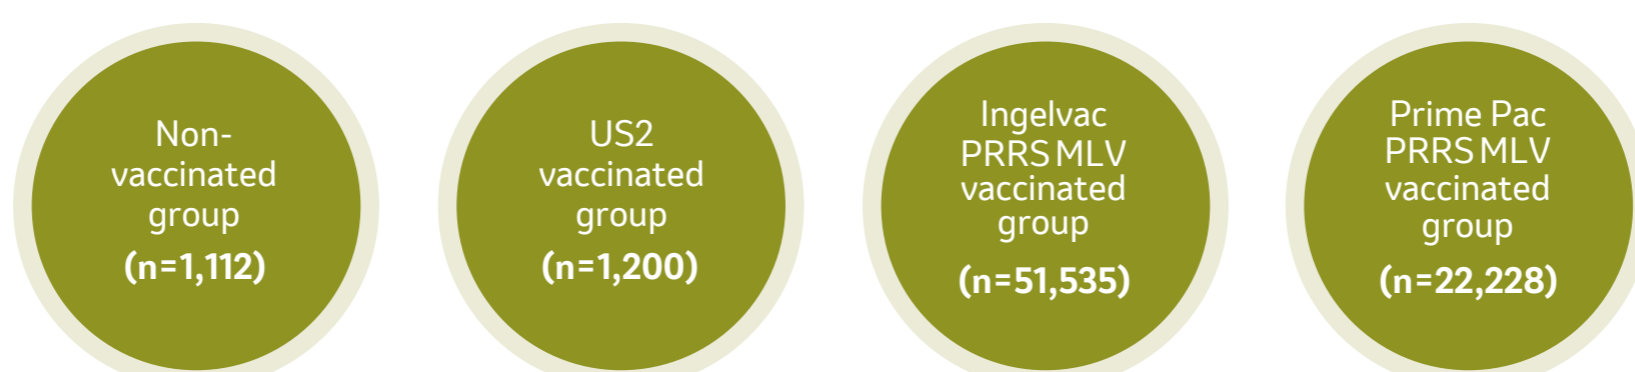 Non-
vaccinated
group
(n=1,112)
US2
vaccinated
group
(n=1,200)
Ingelvac
PRRS MLV
vaccinated
group
(n=51,535)
Prime Pac
PRRS MLV
vaccinated
group
(n=22,228)